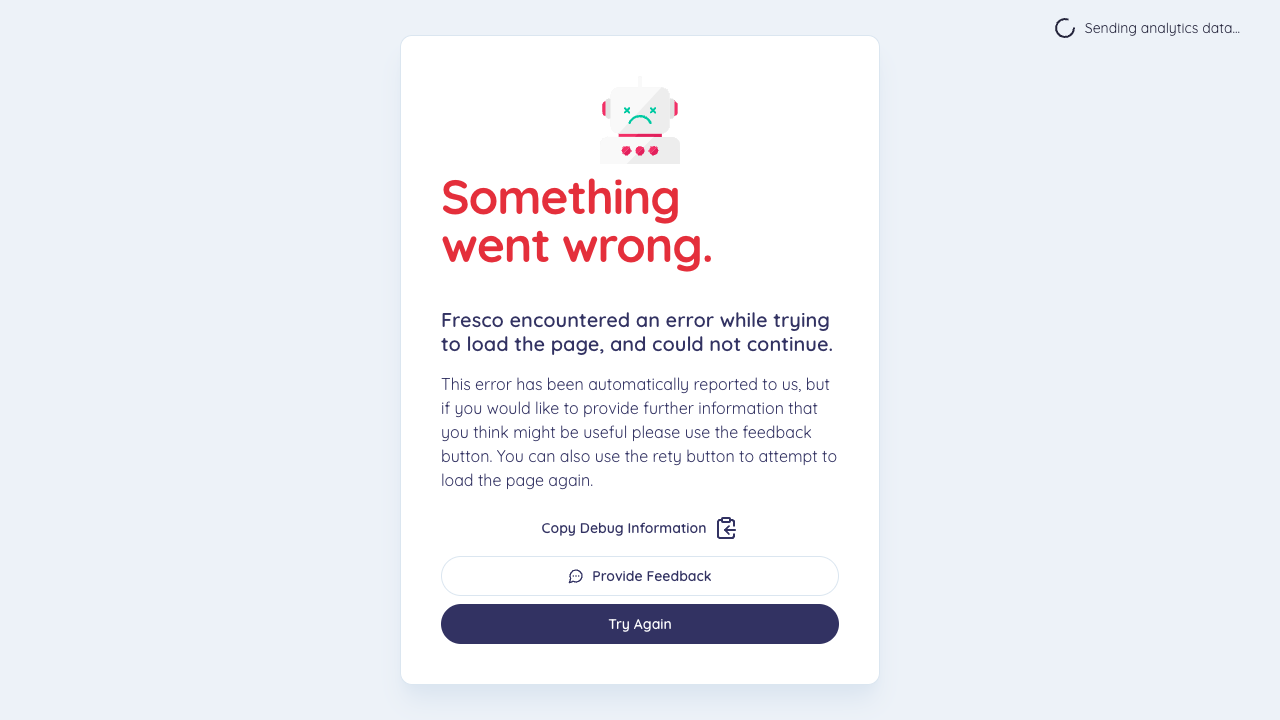 Sending analytics data...
Something
went wrong.
Fresco encountered an error while trying
to load the page, and could not continue.
This error has been automatically reported to us, but
if you would like to provide further information that
you think might be useful please use the feedback
button. You can also use the rety button to attempt to
load the page again.
Copy Debug Information
Provide Feedback
Try Again